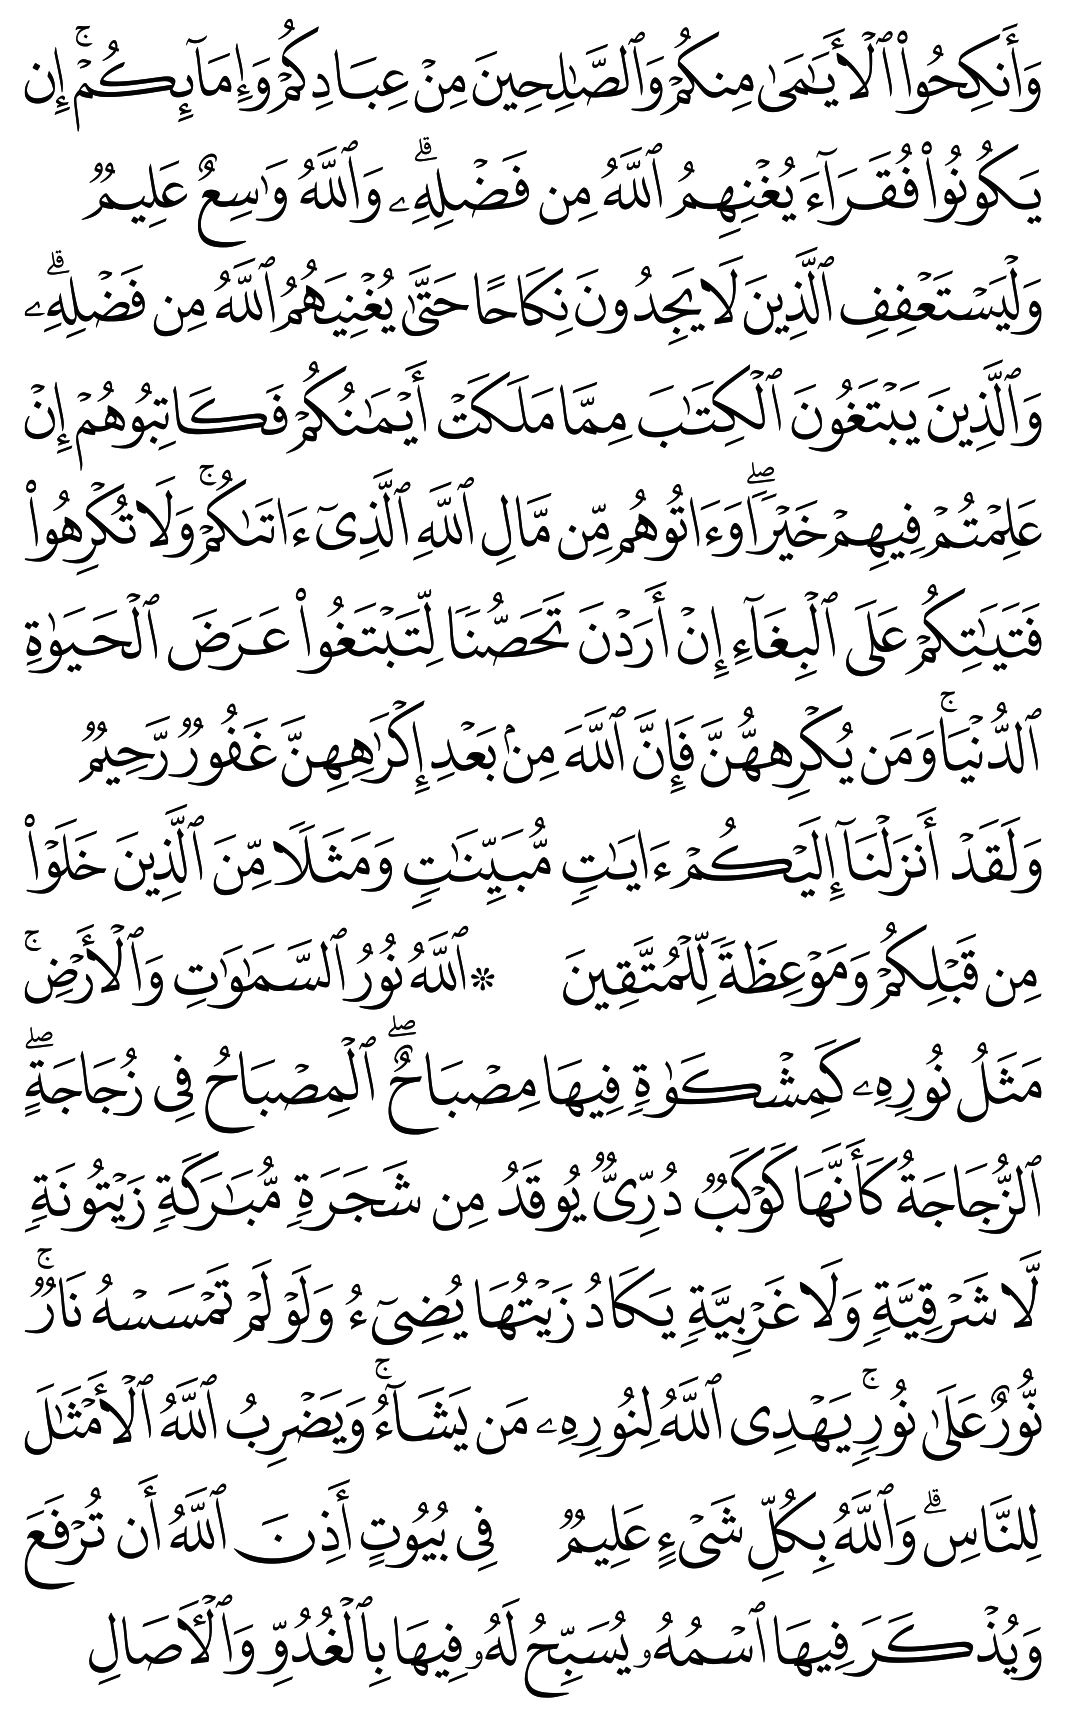 وَأَنكِحُوا۟ ٱلْأَيَـٰمَىٰ مِنكُمْ وَٱلصَّـٰلِحِينَ مِنْ عِبَادِكُمْ وَإِمَآئِكُمْ ۚ إِن
يَكُونُوا۟ فُقَرَآءَ يُغْنِهِمُ ٱللَّهُ مِن فَضْلِهِۦ ۗ وَٱللَّهُ وَٰسِعٌ عَلِيمٌ
وَلْيَسْتَعْفِفِ ٱلَّذِينَ لَا يَجِدُونَ نِكَاحًا حَتَّىٰ يُغْنِيَهُمُ ٱللَّهُ مِن فَضْلِهِۦ ۗ
وَٱلَّذِينَ يَبْتَغُونَ ٱلْكِتَـٰبَ مِمَّا مَلَكَتْ أَيْمَـٰنُكُمْ فَكَاتِبُوهُمْ إِنْ
عَلِمْتُمْ فِيهِمْ خَيْرًا ۖ وَءَاتُوهُم مِّن مَّالِ ٱللَّهِ ٱلَّذِىٓ ءَاتَىٰكُمْ ۚ وَلَا تُكْرِهُوا۟
فَتَيَـٰتِكُمْ عَلَى ٱلْبِغَآءِ إِنْ أَرَدْنَ تَحَصُّنًا لِّتَبْتَغُوا۟ عَرَضَ ٱلْحَيَوٰةِ
ٱلدُّنْيَا ۚ وَمَن يُكْرِههُّنَّ فَإِنَّ ٱللَّهَ مِنۢ بَعْدِ إِكْرَٰهِهِنَّ غَفُورٌ رَّحِيمٌ
وَلَقَدْ أَنزَلْنَآ إِلَيْكُمْ ءَايَـٰتٍ مُّبَيِّنَـٰتٍ وَمَثَلًا مِّنَ ٱلَّذِينَ خَلَوْا۟
مِن قَبْلِكُمْ وَمَوْعِظَةً لِّلْمُتَّقِينَ ۞ ٱللَّهُ نُورُ ٱلسَّمَـٰوَٰتِ وَٱلْأَرْضِ ۚ
مَثَلُ نُورِهِۦ كَمِشْكَوٰةٍ فِيهَا مِصْبَاحٌ ۖ ٱلْمِصْبَاحُ فِى زُجَاجَةٍ ۖ
ٱلزُّجَاجَةُ كَأَنَّهَا كَوْكَبٌ دُرِّىٌّ يُوقَدُ مِن شَجَرَةٍ مُّبَـٰرَكَةٍ زَيْتُونَةٍ
لَّا شَرْقِيَّةٍ وَلَا غَرْبِيَّةٍ يَكَادُ زَيْتُهَا يُضِىٓءُ وَلَوْ لَمْ تَمْسَسْهُ نَارٌ ۚ
نُّورٌ عَلَىٰ نُورٍ ۗ يَهْدِى ٱللَّهُ لِنُورِهِۦ مَن يَشَآءُ ۚ وَيَضْرِبُ ٱللَّهُ ٱلْأَمْثَـٰلَ
لِلنَّاسِ ۗ وَٱللَّهُ بِكُلِّ شَىْءٍ عَلِيمٌ فِى بُيُوتٍ أَذِنَ ٱللَّهُ أَن تُرْفَعَ
وَيُذْكَرَ فِيهَا ٱسْمُهُۥ يُسَبِّحُ لَهُۥ فِيهَا بِٱلْغُدُوِّ وَٱلْـَٔاصَالِ